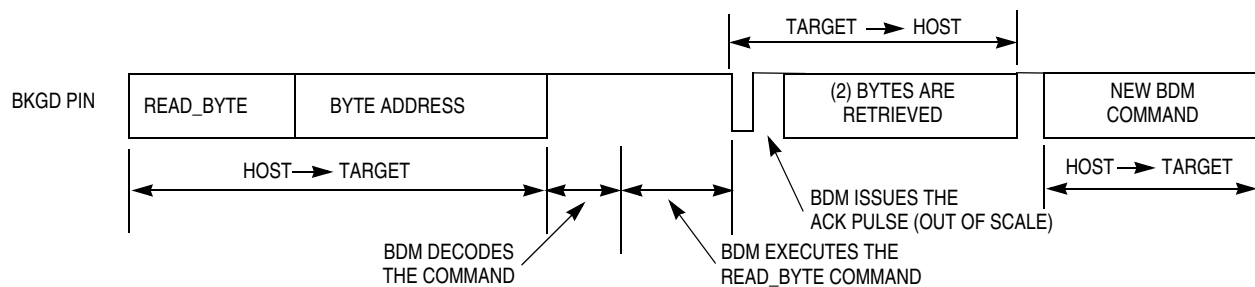 TARGET → HOST
BKGD PIN
READ_BYTE
BYTE ADDRESS
(2) BYTES ARE
RETRIEVED
NEW BDM
COMMAND
HOST → TARGET
HOST → TARGET
BDM ISSUES THE
ACK PULSE (OUT OF SCALE)
BDM DECODES
THE COMMAND
BDM EXECUTES THE
READ_BYTE COMMAND